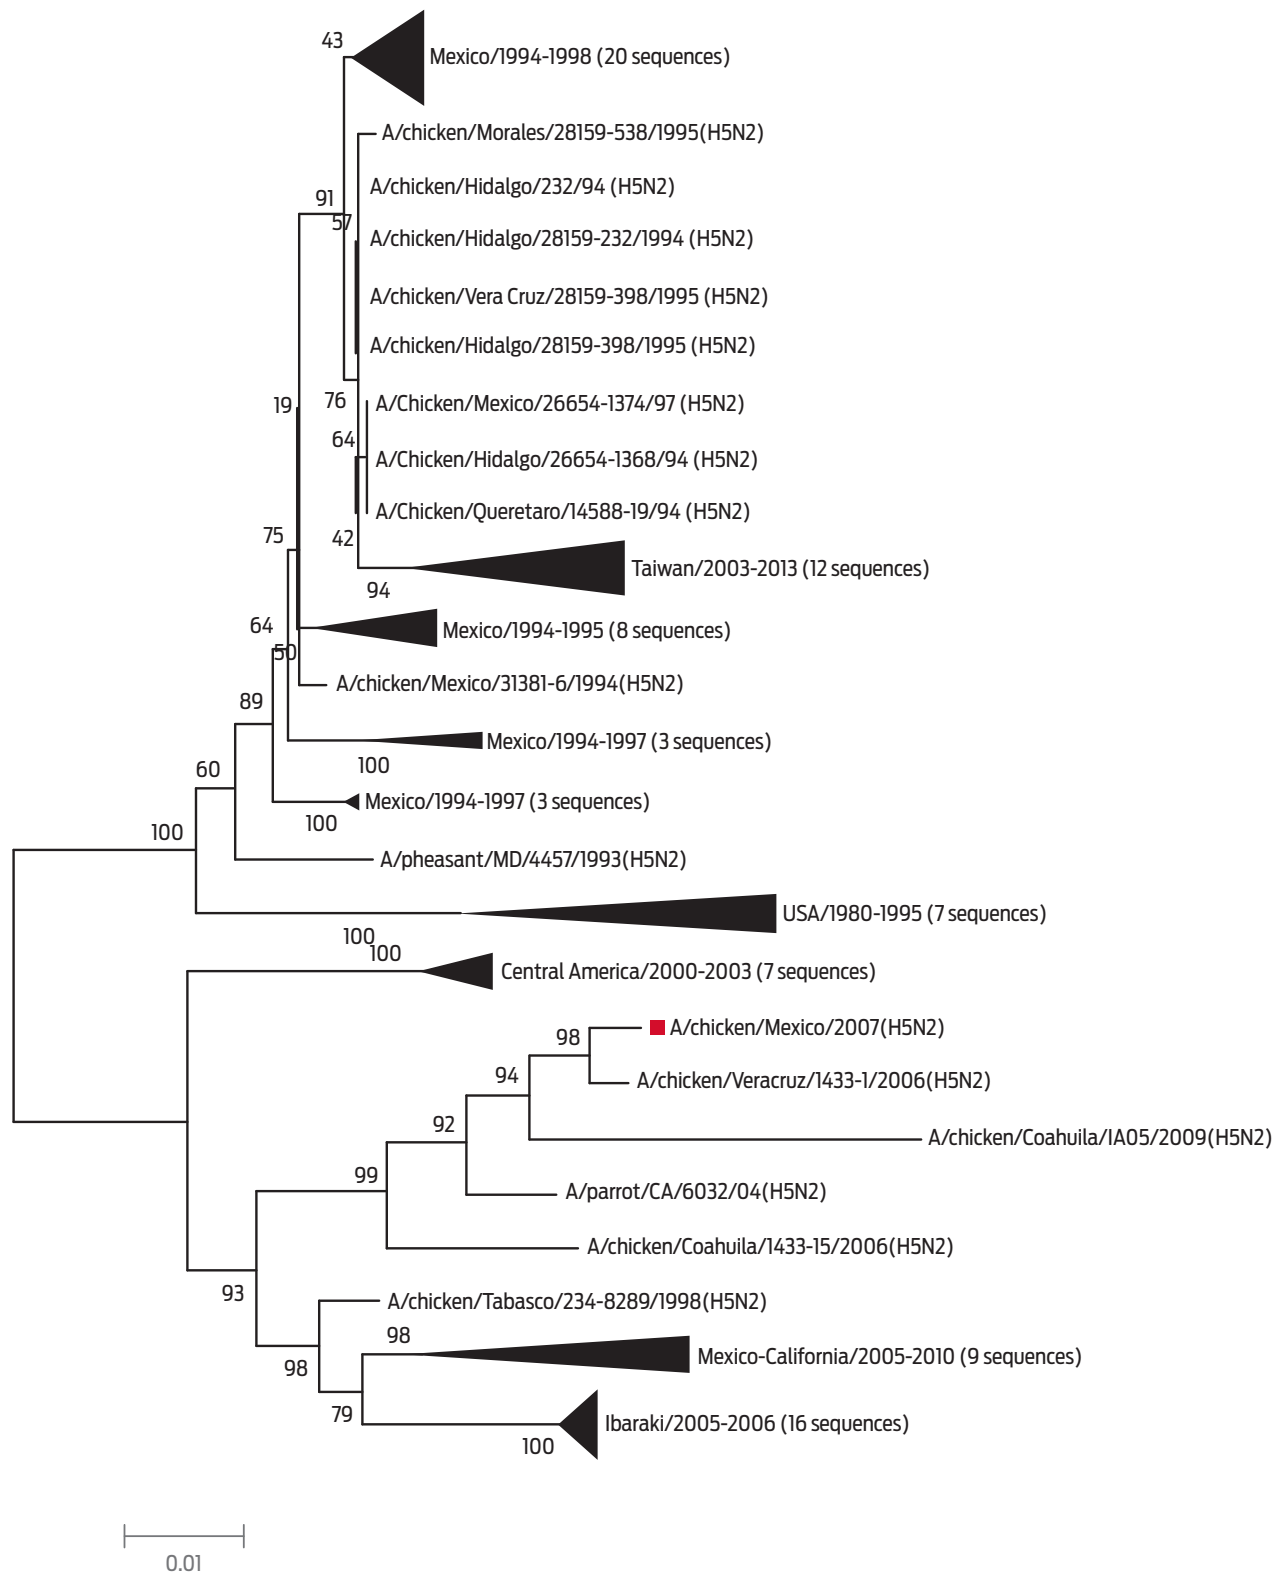 43
Mexico/1994-1998 (20 sequences)
A/chicken/Morales/28159-538/1995(H5N2)
A/chicken/Hidalgo/232/94 (H5N2)
91
57
A/chicken/Hidalgo/28159-232/1994 (H5N2)
A/chicken/Vera Cruz/28159-398/1995 (H5N2)
A/chicken/Hidalgo/28159-398/1995 (H5N2)
19
76
A/Chicken/Mexico/26654-1374/97 (H5N2)
64
A/Chicken/Hidalgo/26654-1368/94 (H5N2)
A/Chicken/Queretaro/14588-19/94 (H5N2)
75
42
Taiwan/2003-2013 (12 sequences)
94
64
Mexico/1994-1995 (8 sequences)
50
A/chicken/Mexico/31381-6/1994(H5N2)
89
Mexico/1994-1997 (3 sequences)
100
60
Mexico/1994-1997 (3 sequences)
100
100
A/pheasant/MD/4457/1993(H5N2)
USA/1980-1995 (7 sequences)
100
100
Central America/2000-2003 (7 sequences)
A/chicken/Mexico/2007(H5N2)
98
94
A/chicken/Veracruz/1433-1/2006(H5N2)
92
A/chicken/Coahuila/IA05/2009(H5N2)
99
A/parrot/CA/6032/04(H5N2)
A/chicken/Coahuila/1433-15/2006(H5N2)
93
A/chicken/Tabasco/234-8289/1998(H5N2)
98
Mexico-California/2005-2010 (9 sequences)
98
79
Ibaraki/2005-2006 (16 sequences)
100
0.01